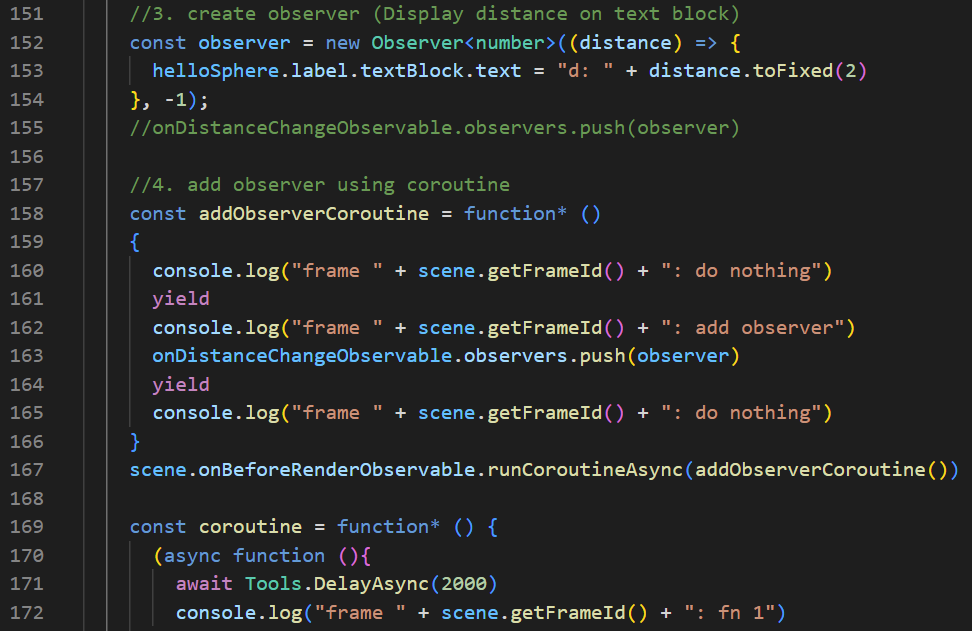 151 //3. create observer (Display distance on text block)
152 const observer = new Observer<number>((distance) => {
153 helloSphere.label.textBlock.text = "d: " + distance.toFixed(2)
154 }, -1);
155 //onDistanceChangeObservable.observers.push(observer)
156
157 //4. add observer using coroutine
158 const addObserverCoroutine = function* ()
159 {
160 console.log("frame " + scene.getFrameId() + ": do nothing")
161 yield
162 console.log("frame " + scene.getFrameId() + ": add observer")
163 onDistanceChangeObservable.observers.push(observer)
164 yield
165 console.log("frame " + scene.getFrameId() + ": do nothing")
166 }
167 scene.onBeforeRenderObservable.runCoroutineAsync(addObserverCoroutine())
168
169 const coroutine = function* () {
170 (async function (){
171 await Tools.DelayAsync(2000)
172 console.log("frame " + scene.getFrameId() + ": fn 1")